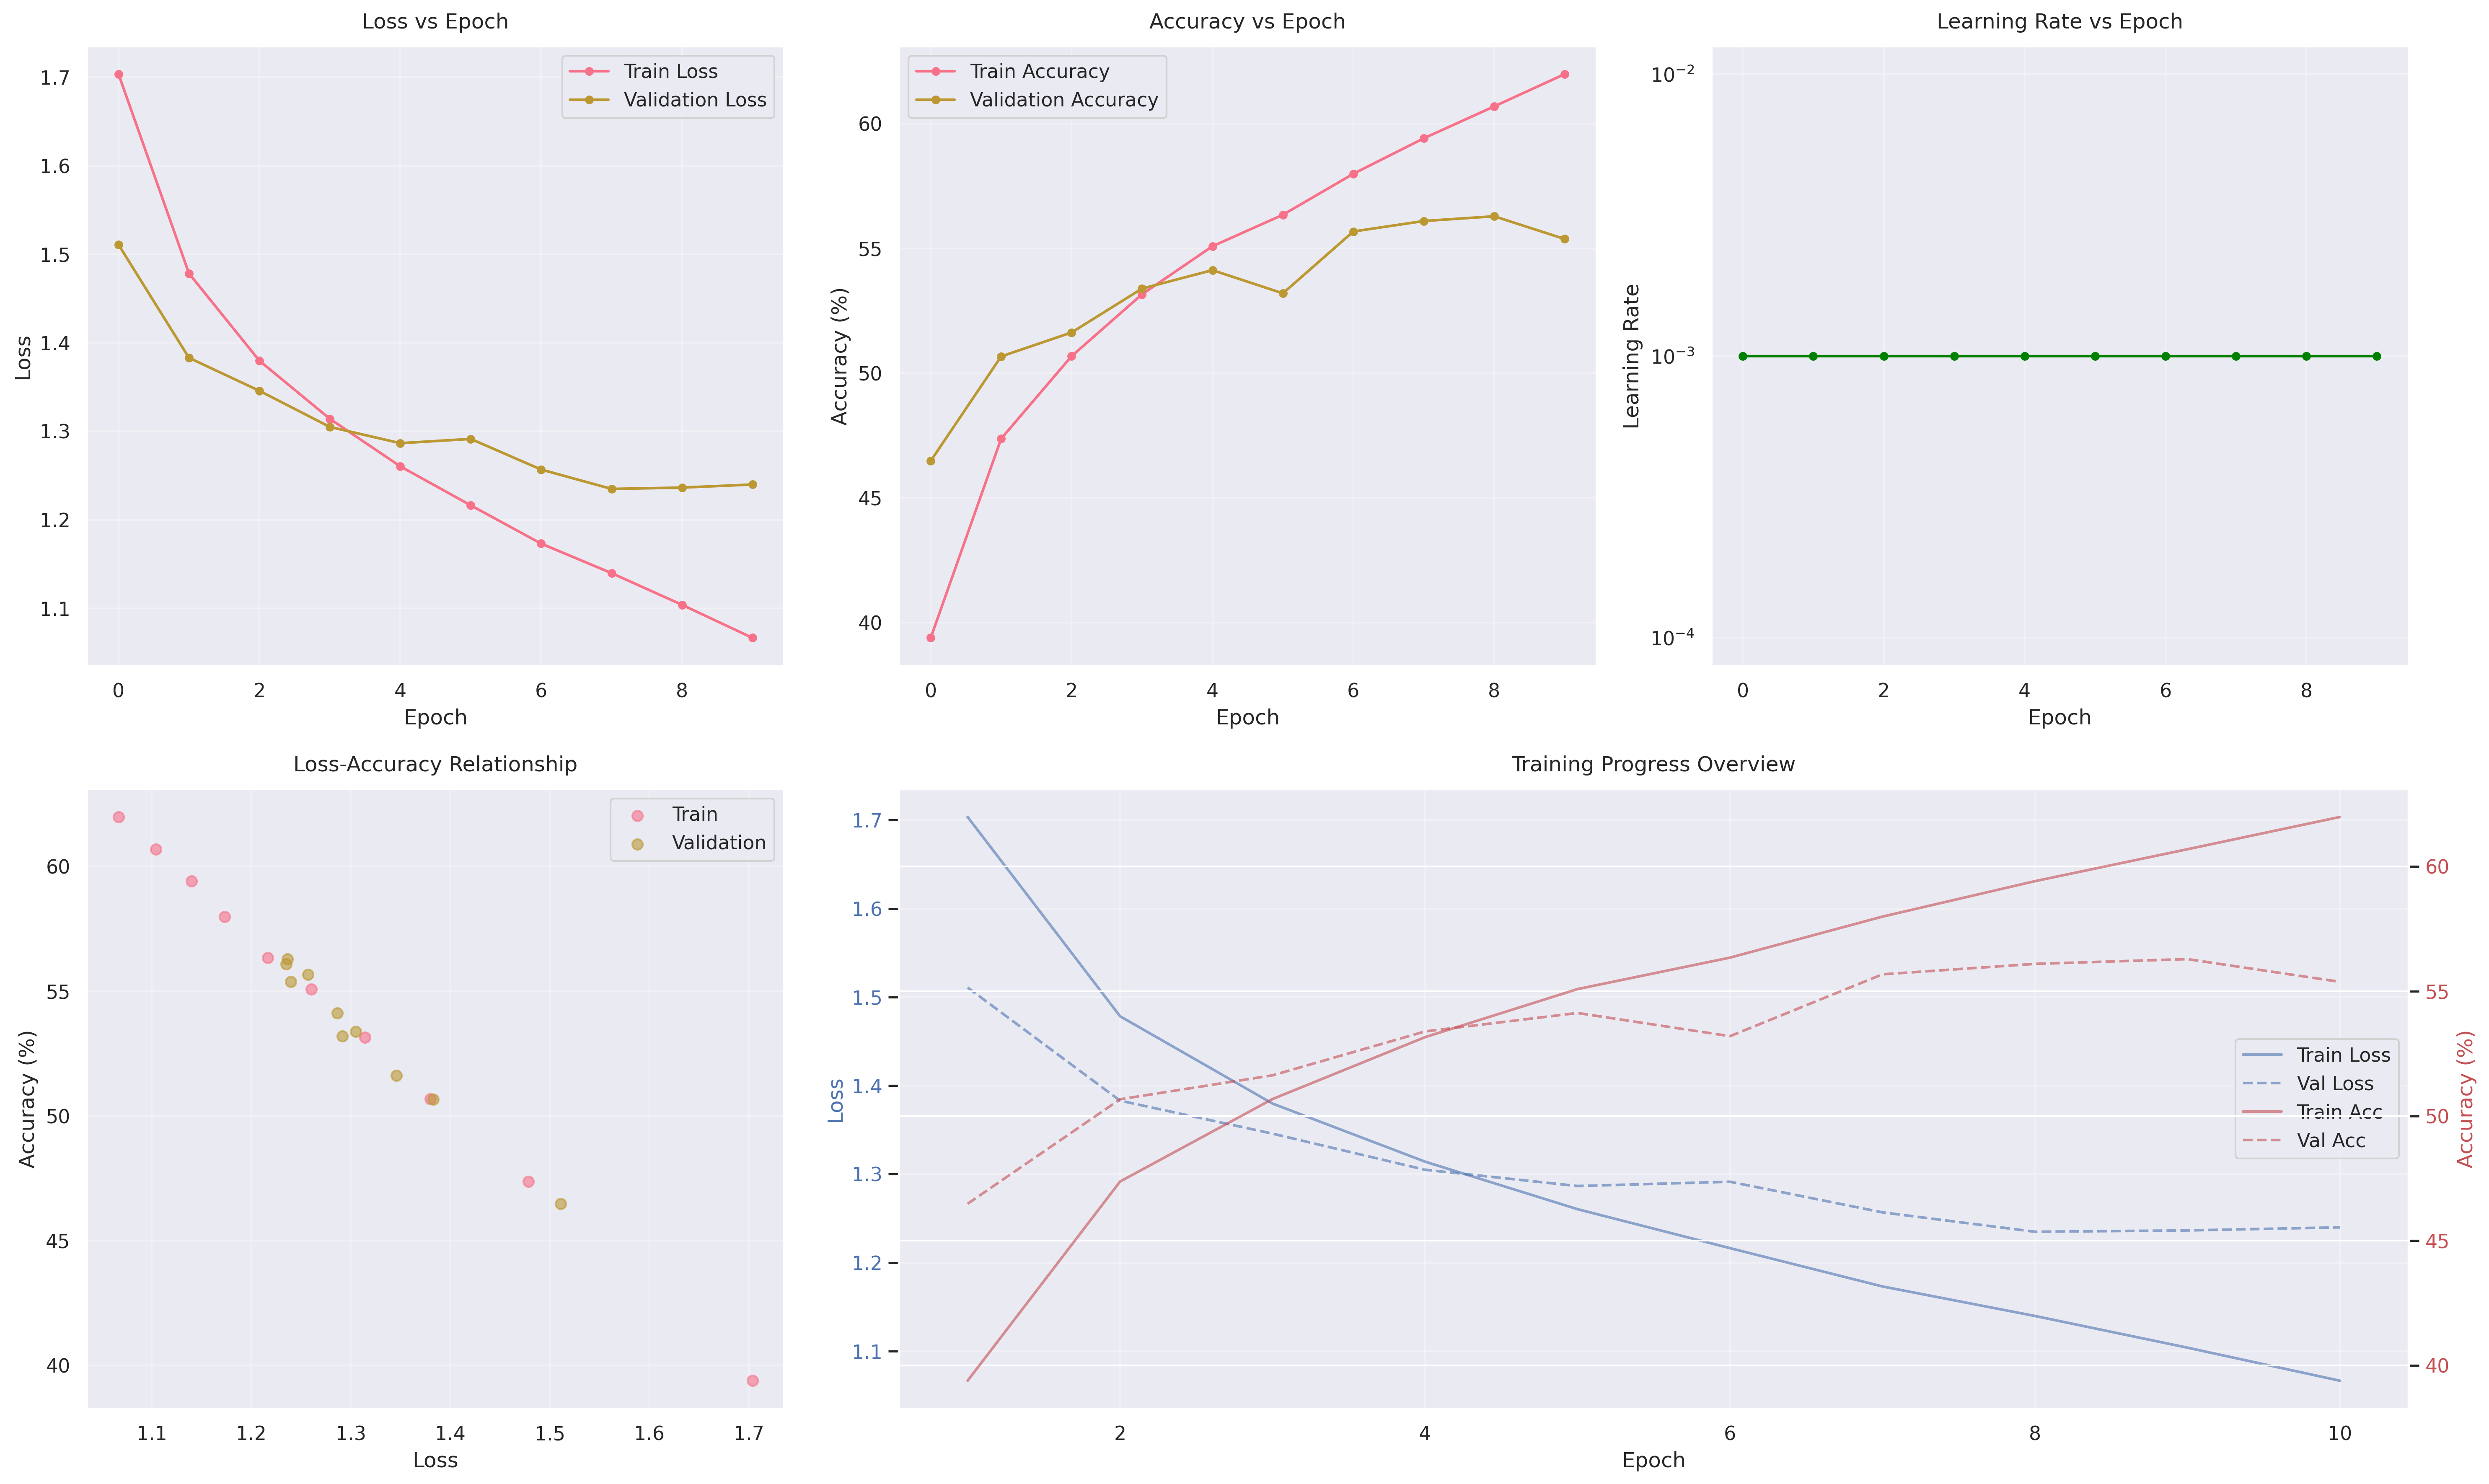 Loss vs Epoch
Train Loss
Validation Loss
1.7
1.6
1.5
1.4
1.3
1.2
1.1
Loss
0 2 4 6 8
Epoch
Accuracy vs Epoch
Train Accuracy
Validation Accuracy
60
55
50
45
40
Accuracy (%)
0 2 4 6 8
Epoch
Learning Rate vs Epoch
10⁻²
10⁻³
10⁻⁴
Learning Rate
0 2 4 6 8
Epoch
Loss-Accuracy Relationship
Train
Validation
60
55
50
45
40
Accuracy (%)
1.1 1.2 1.3 1.4 1.5 1.6 1.7
Loss
Training Progress Overview
1.7
1.6
1.5
1.4
1.3
1.2
1.1
Loss
Train Loss
Val Loss
Train Acc
Val Acc
60
55
50
45
40
Accuracy (%)
2 4 6 8 10
Epoch